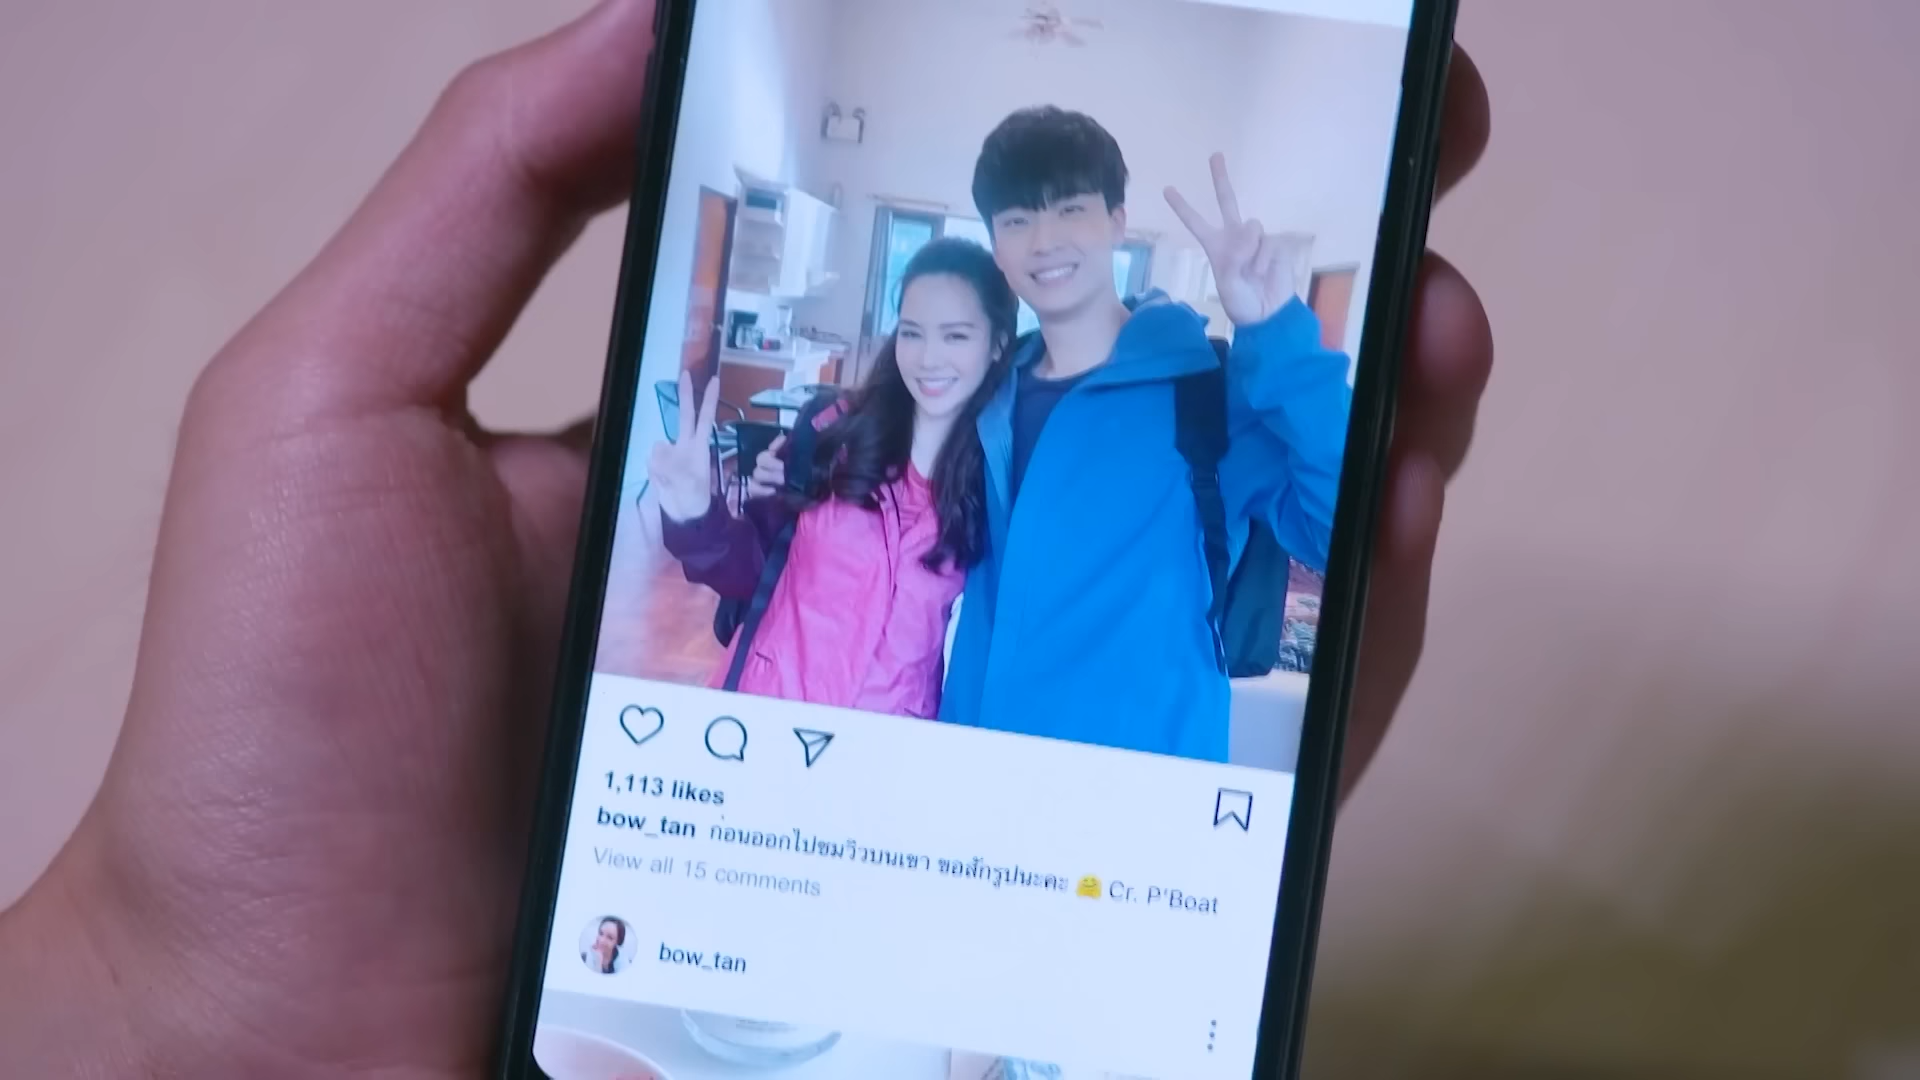 1,113 likes
bow_tan ก่อนออกไปชมวิวบนเขา ขอสักรูปนะคะ 🤗 Cr. P'Boat
View all 15 comments
bow_tan